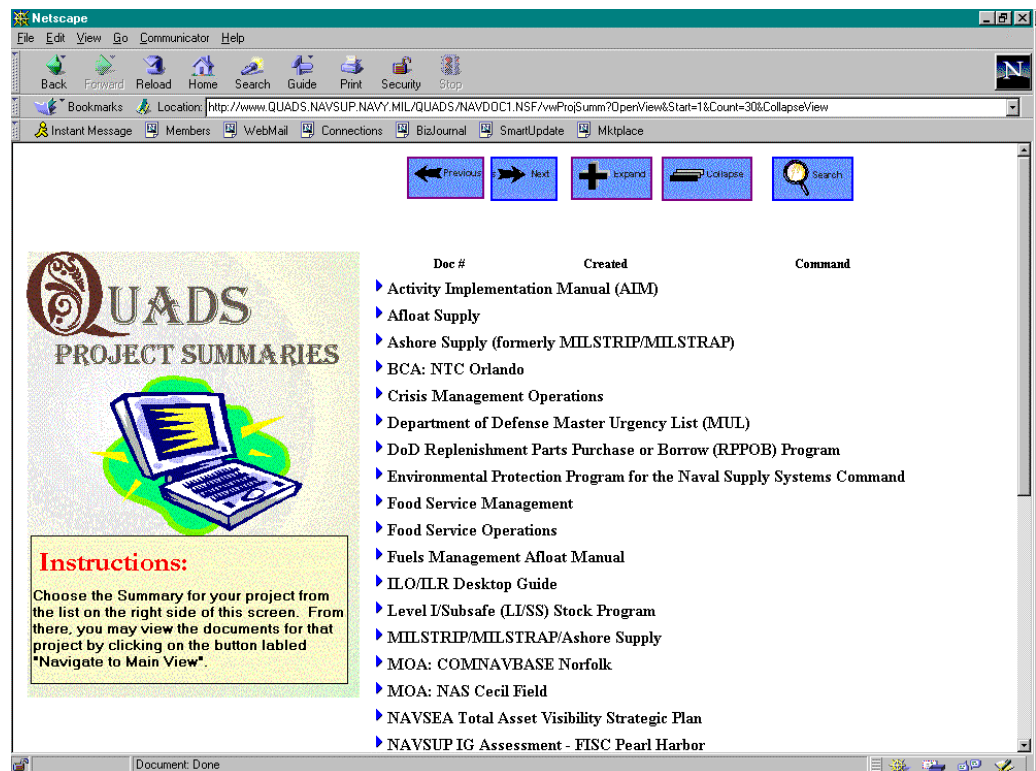 Netscape
File Edit View Go Communicator Help
Back Forward Reload Home Search Guide Print Security Stop
Bookmarks Location: http://www.QUADS.NAVSUP.NAVY.MIL/QUADS/NAVDOC1.NSF/vwProjSumm?OpenView&Start=1&Count=30&CollapseView
Instant Message Members WebMail Connections BizJournal SmartUpdate Mktplace
N
Previous s Next Expand Collapse Search
QUADS
PROJECT SUMMARIES
Instructions:
Choose the Summary for your project from
the list on the right side of this screen. From
there, you may view the documents for that
project by clicking on the button labled
"Navigate to Main View".
Doc # Created Command
Activity Implementation Manual (AIM)
Afloat Supply
Ashore Supply (formerly MILSTRIP/MILSTRAP)
BCA: NTC Orlando
Crisis Management Operations
Department of Defense Master Urgency List (MUL)
DoD Replenishment Parts Purchase or Borrow (RPPOB) Program
Environmental Protection Program for the Naval Supply Systems Command
Food Service Management
Food Service Operations
Fuels Management Afloat Manual
ILO/ILR Desktop Guide
Level I/Subsafe (LI/SS) Stock Program
MILSTRIP/MILSTRAP/Ashore Supply
MOA: COMNAVBASE Norfolk
MOA: NAS Cecil Field
NAVSEA Total Asset Visibility Strategic Plan
NAVSUP IG Assessment - FISC Pearl Harbor
Document: Done